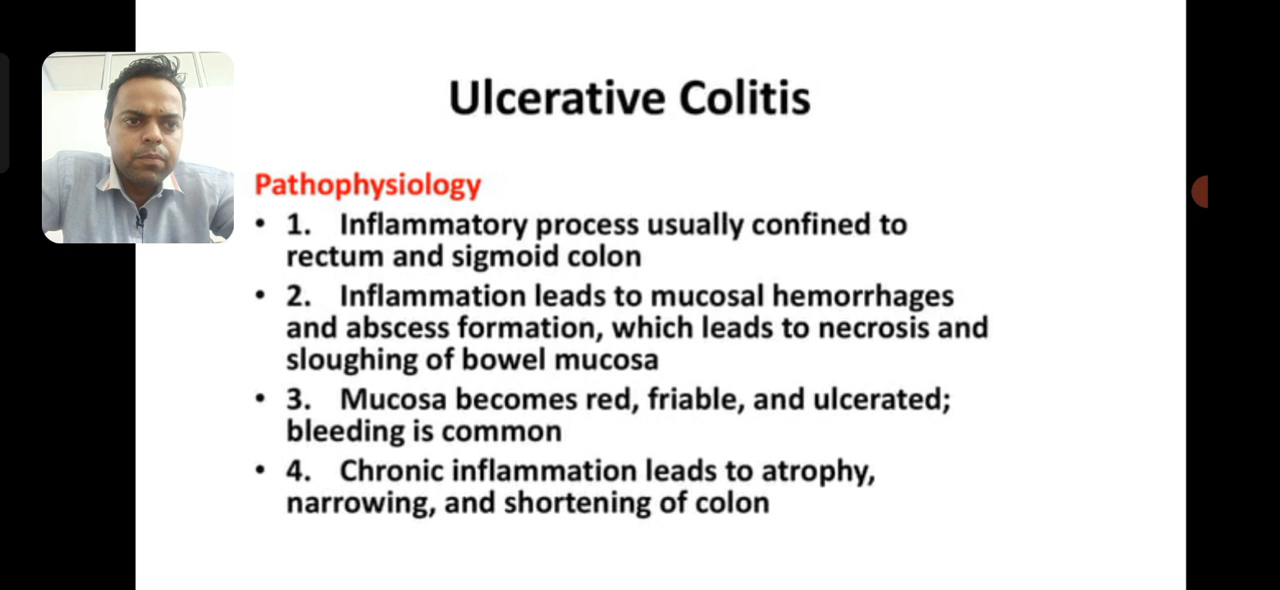 Ulcerative Colitis
Pathophysiology
• 1. Inflammatory process usually confined to
rectum and sigmoid colon
• 2. Inflammation leads to mucosal hemorrhages
and abscess formation, which leads to necrosis and
sloughing of bowel mucosa
• 3. Mucosa becomes red, friable, and ulcerated;
bleeding is common
• 4. Chronic inflammation leads to atrophy,
narrowing, and shortening of colon